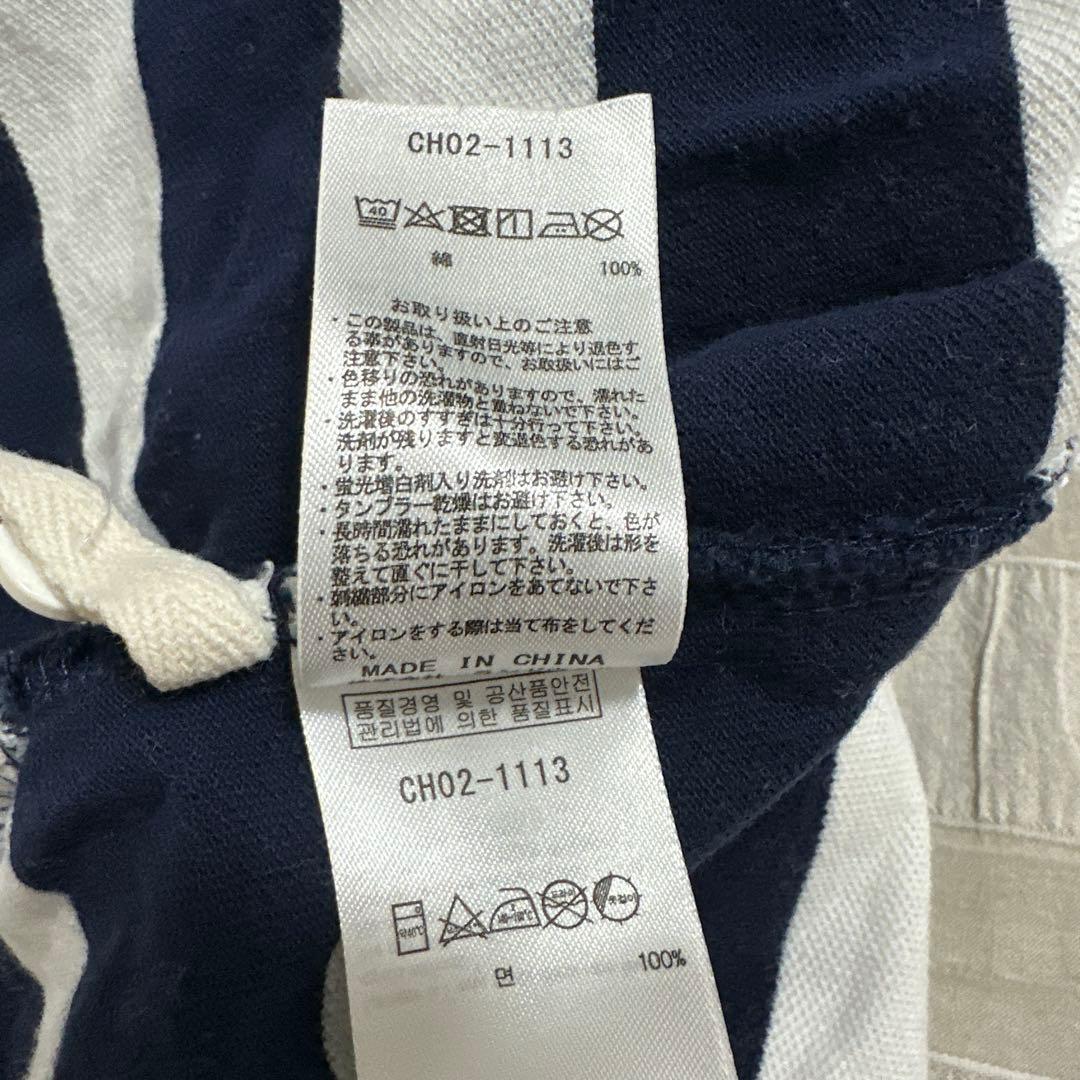 CH02-1113
40
綿 100%
お取り扱い上のご注意
・この製品は、直射日光等により退色す
る事がありますので、お取扱いにはご
注意下さい。
・色移りの恐れがありますので、濡れた
まま他の洗濯物と重ねないで下さい。
・洗濯後のすすぎは十分行って下さい。
洗剤が残りますと変退色する恐れがあ
ります。
・蛍光増白剤入り洗剤はお避け下さい。
・タンブラー乾燥はお避け下さい。
・長時間濡れたままにしておくと、色が
落ちる恐れがあります。洗濯後は形を
整えて直ぐに干して下さい。
・刺繍部分にアイロンをあてないで下さ
い。
・アイロンをする際は当て布をしてくだ
さい。
MADE IN CHINA
품질경영 및 공산품안전
관리법에 의한 품질표시
CH02-1113
약40℃
드라이
옷걸이
면 100%